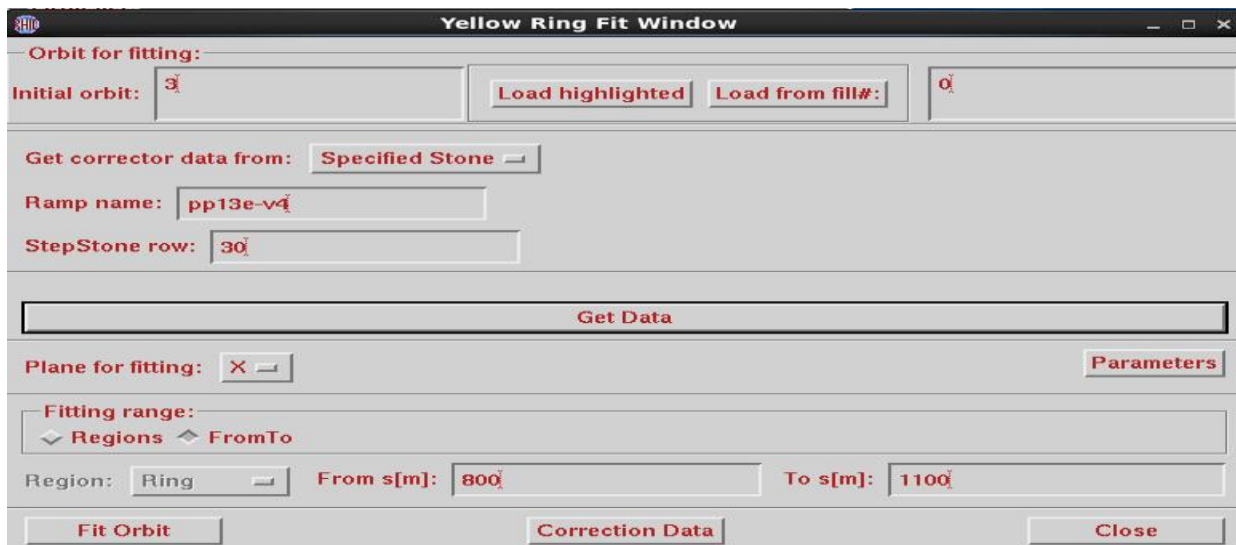 Yellow Ring Fit Window
Orbit for fitting:
Initial orbit: 3 Load highlighted Load from fill#: 0
Get corrector data from: Specified Stone
Ramp name: pp13e-v4
StepStone row: 30
Get Data
Plane for fitting: X Parameters
Fitting range:
Regions FromTo
Region: Ring From s[m]: 800 To s[m]: 1100
Fit Orbit Correction Data Close